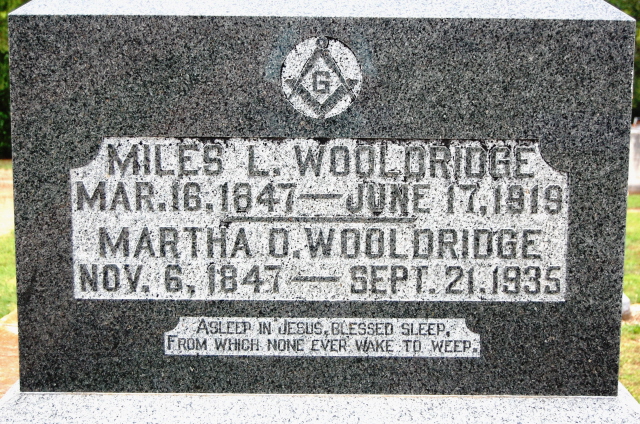 G
MILES L. WOOLDRIDGE
MAR. 16, 1847 — JUNE 17, 1919
MARTHA D. WOOLDRIDGE
NOV. 6, 1847 — SEPT. 21, 1935
ASLEEP IN JESUS, BLESSED SLEEP,
FROM WHICH NONE EVER WAKE TO WEEP.